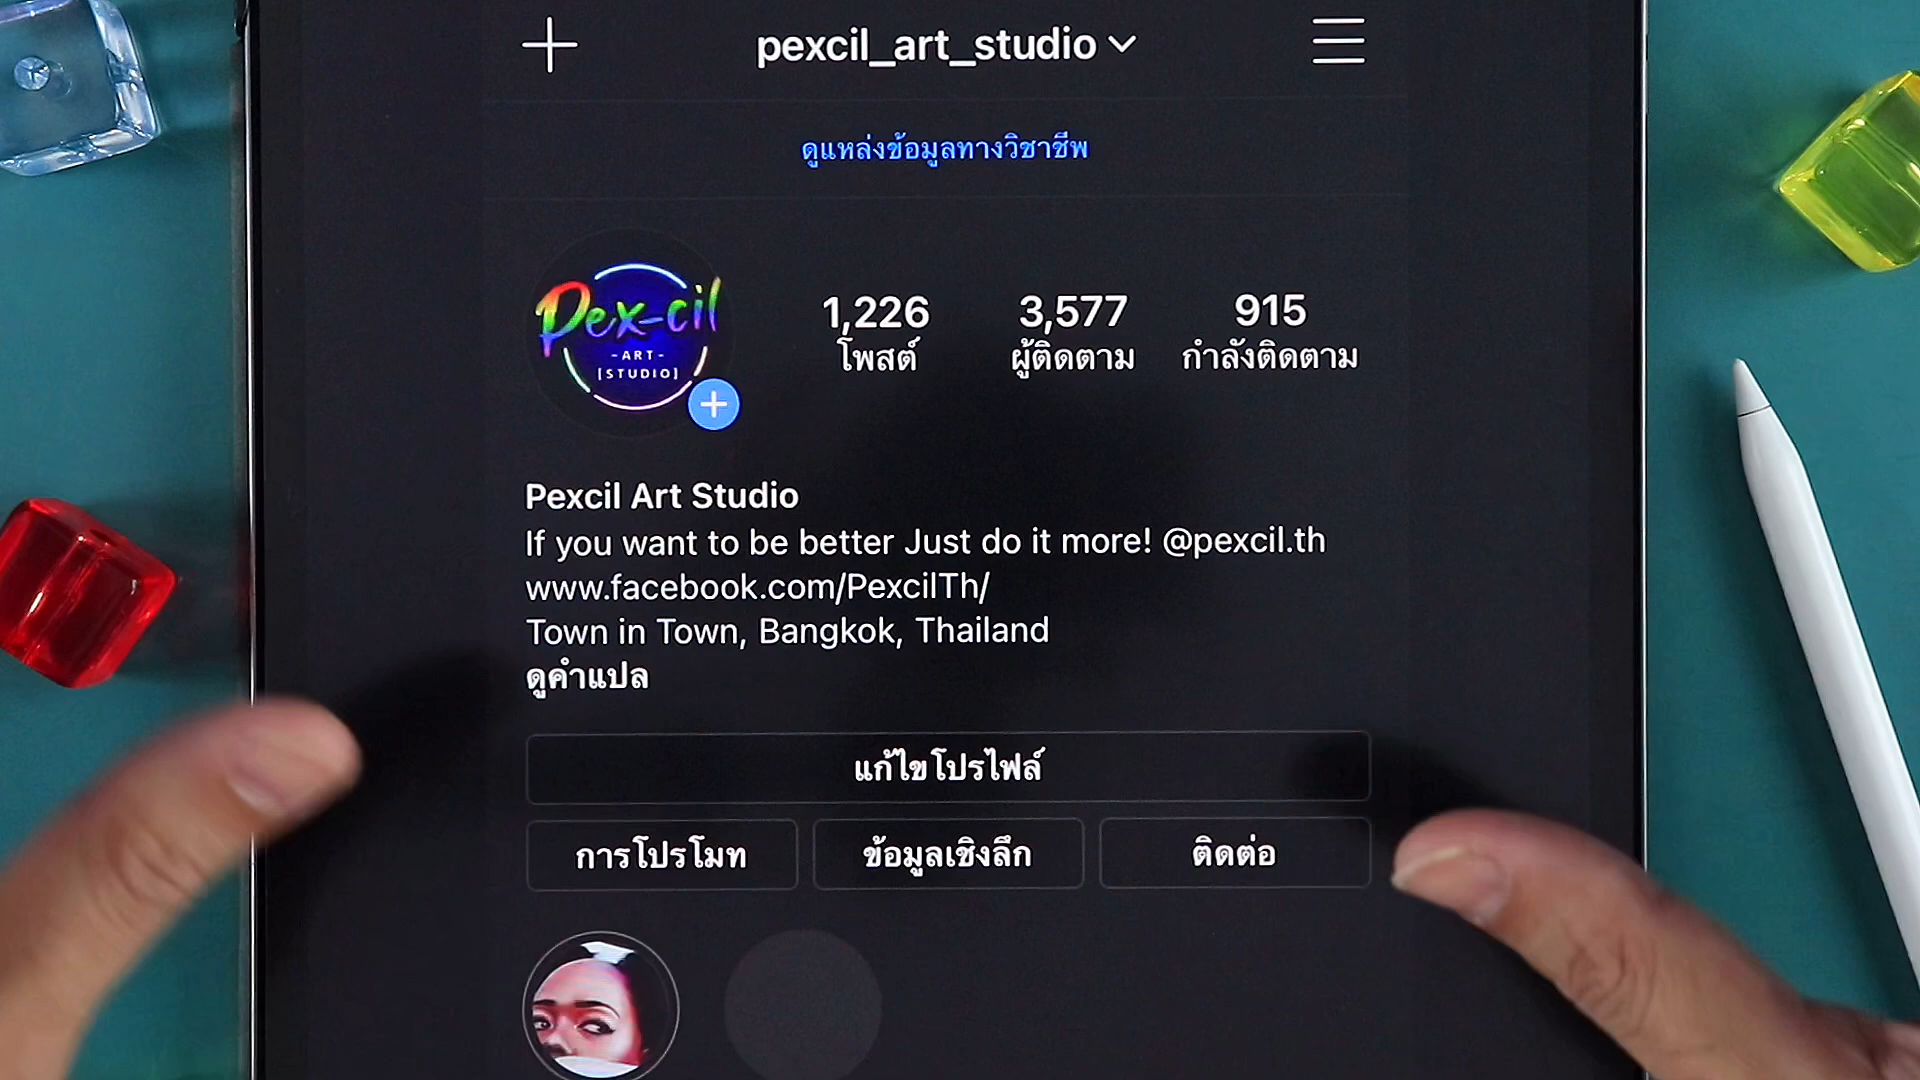 pexcil_art_studio
ดูแหล่งข้อมูลทางวิชาชีพ
Pex-cil
-ART-
[STUDIO]
1,226 3,577 915
โพสต์ ผู้ติดตาม กำลังติดตาม
Pexcil Art Studio
If you want to be better Just do it more! @pexcil.th
www.facebook.com/PexcilTh/
Town in Town, Bangkok, Thailand
ดูคำแปล
แก้ไขโปรไฟล์
การโปรโมท ข้อมูลเชิงลึก ติดต่อ